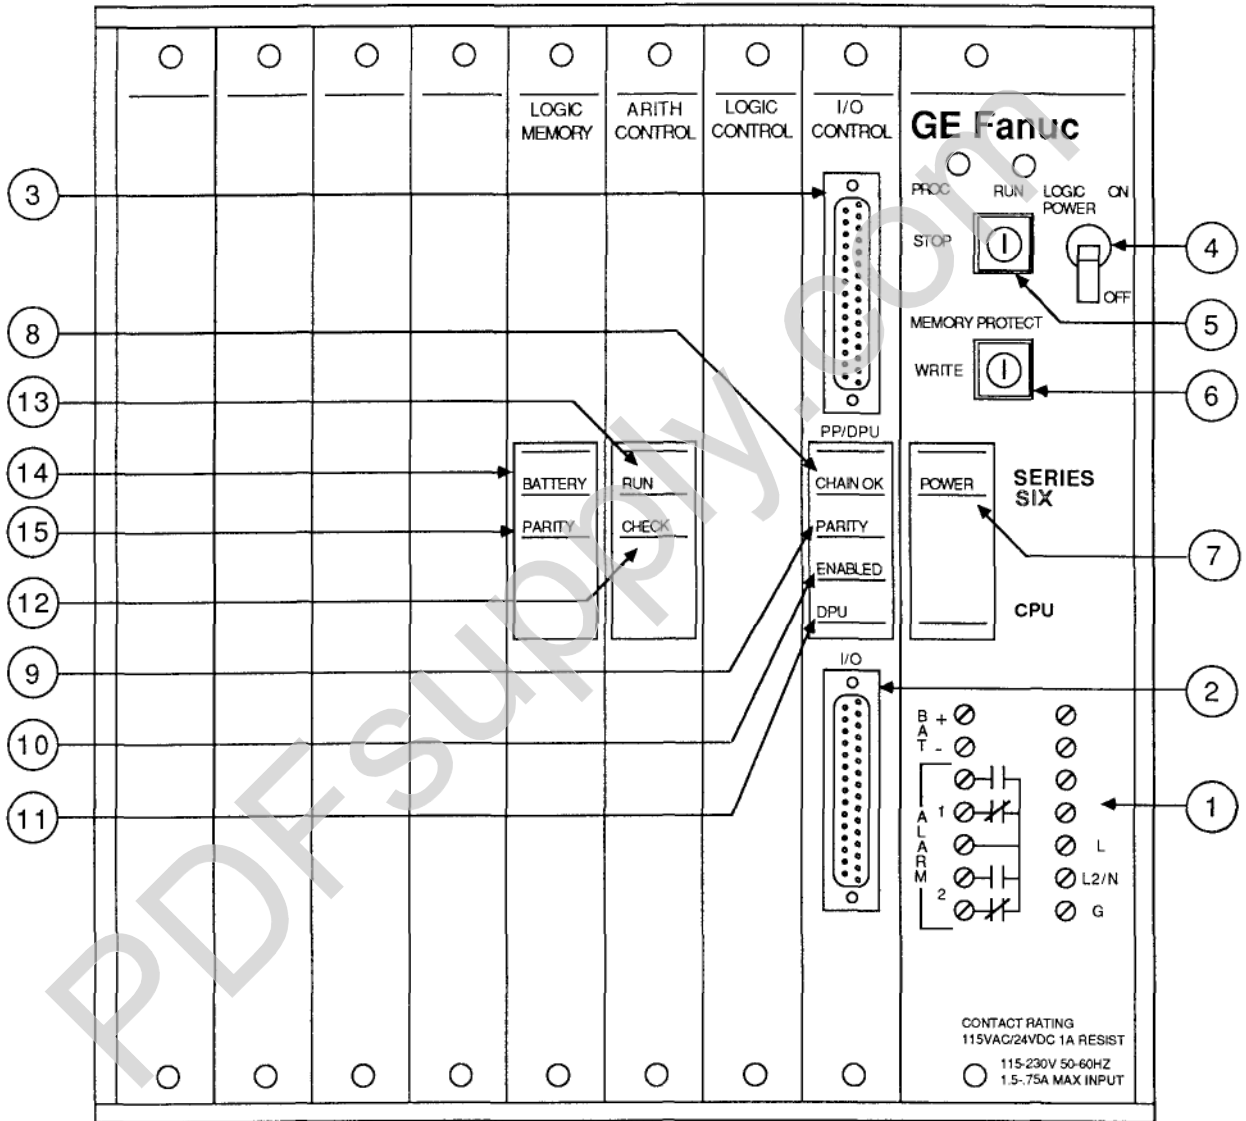 LOGIC
MEMORY
ARITH
CONTROL
LOGIC
CONTROL
I/O
CONTROL
GE Fanuc
PROC
RUN
LOGIC
POWER
ON
STOP
OFF
MEMORY PROTECT
WRITE
PP/DPU
BATTERY
PARITY
RUN
CHECK
CHAIN OK
PARITY
ENABLED
DPU
POWER
SERIES
SIX
CPU
I/O
BAT
+
-
ALARM
1
2
L
L2/N
G
CONTACT RATING
115VAC/24VDC 1A RESIST
115-230V 50-60HZ
1.5-.75A MAX INPUT
3
8
13
14
15
12
9
10
11
4
5
6
7
2
1
PDFsupply.com